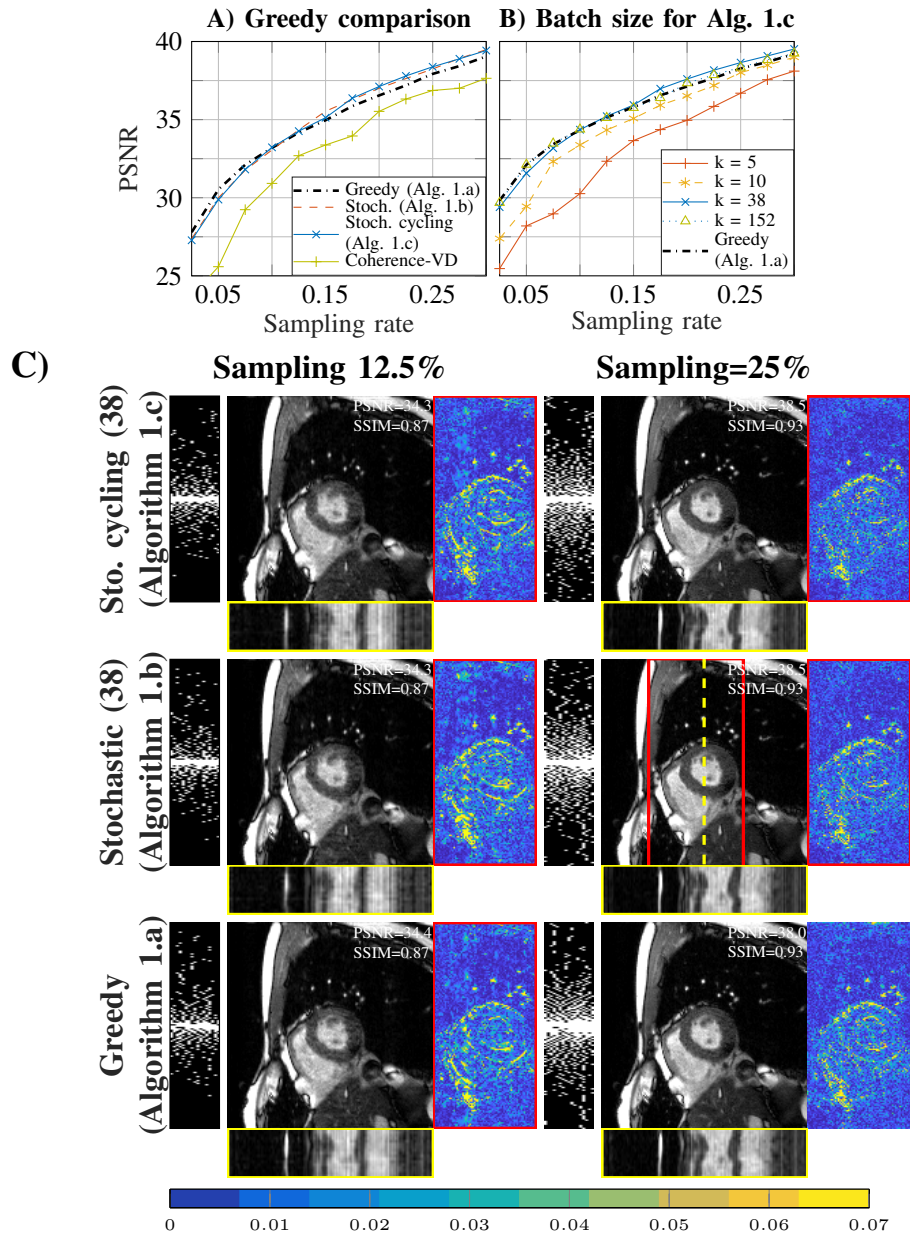 A) Greedy comparison
B) Batch size for Alg. 1.c
40
35
30
25
PSNR
0.05
0.15
0.25
Sampling rate
Greedy (Alg. 1.a)
Stoch. (Alg. 1.b)
Stoch. cycling
(Alg. 1.c)
Coherence-VD
0.05
0.15
0.25
Sampling rate
k = 5
k = 10
k = 38
k = 152
Greedy
(Alg. 1.a)
C)
Sampling 12.5%
Sampling=25%
Sto. cycling (38)
(Algorithm 1.c)
PSNR=34.3
SSIM=0.87
PSNR=38.5
SSIM=0.93
Stochastic (38)
(Algorithm 1.b)
PSNR=34.3
SSIM=0.87
PSNR=38.5
SSIM=0.93
Greedy
(Algorithm 1.a)
PSNR=34.4
SSIM=0.87
PSNR=38.0
SSIM=0.93
0
0.01
0.02
0.03
0.04
0.05
0.06
0.07